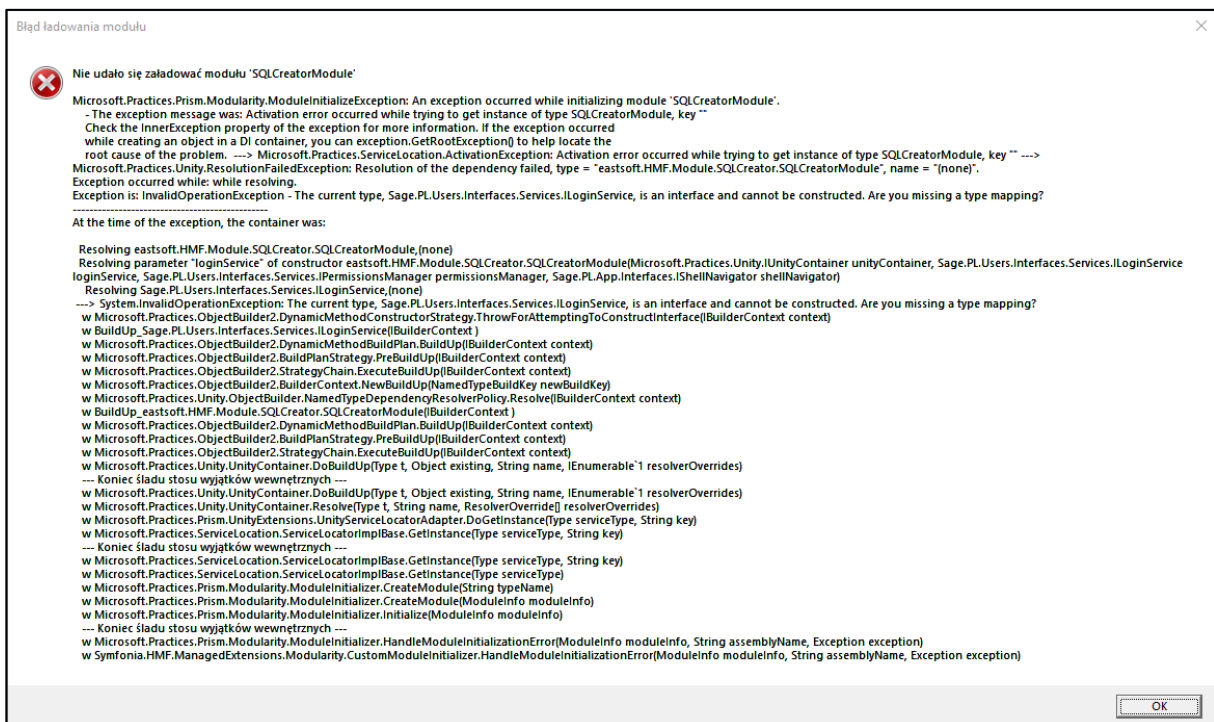 Błąd ładowania modułu
Nie udało się załadować modułu 'SQLCreatorModule'
Microsoft.Practices.Prism.Modularity.ModuleInitializeException: An exception occurred while initializing module 'SQLCreatorModule'.
- The exception message was: Activation error occurred while trying to get instance of type SQLCreatorModule, key ""
Check the InnerException property of the exception for more information. If the exception occurred
while creating an object in a DI container, you can exception.GetRootException() to help locate the
root cause of the problem. ---> Microsoft.Practices.ServiceLocation.ActivationException: Activation error occurred while trying to get instance of type SQLCreatorModule, key "" --->
Microsoft.Practices.Unity.ResolutionFailedException: Resolution of the dependency failed, type = "eastsoft.HMF.Module.SQLCreator.SQLCreatorModule", name = "(none)".
Exception occurred while: while resolving.
Exception is: InvalidOperationException - The current type, Sage.PL.Users.Interfaces.Services.ILoginService, is an interface and cannot be constructed. Are you missing a type mapping?
-----------------------------------------------
At the time of the exception, the container was:
Resolving eastsoft.HMF.Module.SQLCreator.SQLCreatorModule,(none)
Resolving parameter "loginService" of constructor eastsoft.HMF.Module.SQLCreator.SQLCreatorModule(Microsoft.Practices.Unity.IUnityContainer unityContainer, Sage.PL.Users.Interfaces.Services.ILoginService
loginService, Sage.PL.Users.Interfaces.Services.IPermissionsManager permissionsManager, Sage.PL.App.Interfaces.IShellNavigator shellNavigator)
Resolving Sage.PL.Users.Interfaces.Services.ILoginService,(none)
---> System.InvalidOperationException: The current type, Sage.PL.Users.Interfaces.Services.ILoginService, is an interface and cannot be constructed. Are you missing a type mapping?
w Microsoft.Practices.ObjectBuilder2.DynamicMethodConstructorStrategy.ThrowForAttemptingToConstructInterface(IBuilderContext context)
w BuildUp_Sage.PL.Users.Interfaces.Services.ILoginService(IBuilderContext )
w Microsoft.Practices.ObjectBuilder2.DynamicMethodBuildPlan.BuildUp(IBuilderContext context)
w Microsoft.Practices.ObjectBuilder2.BuildPlanStrategy.PreBuildUp(IBuilderContext context)
w Microsoft.Practices.ObjectBuilder2.StrategyChain.ExecuteBuildUp(IBuilderContext context)
w Microsoft.Practices.ObjectBuilder2.BuilderContext.NewBuildUp(NamedTypeBuildKey newBuildKey)
w Microsoft.Practices.Unity.ObjectBuilder.NamedTypeDependencyResolverPolicy.Resolve(IBuilderContext context)
w BuildUp_eastsoft.HMF.Module.SQLCreator.SQLCreatorModule(IBuilderContext )
w Microsoft.Practices.ObjectBuilder2.DynamicMethodBuildPlan.BuildUp(IBuilderContext context)
w Microsoft.Practices.ObjectBuilder2.BuildPlanStrategy.PreBuildUp(IBuilderContext context)
w Microsoft.Practices.ObjectBuilder2.StrategyChain.ExecuteBuildUp(IBuilderContext context)
w Microsoft.Practices.Unity.UnityContainer.DoBuildUp(Type t, Object existing, String name, IEnumerable`1 resolverOverrides)
--- Koniec śladu stosu wyjątków wewnętrznych ---
w Microsoft.Practices.Unity.UnityContainer.DoBuildUp(Type t, Object existing, String name, IEnumerable`1 resolverOverrides)
w Microsoft.Practices.Unity.UnityContainer.Resolve(Type t, String name, ResolverOverride[] resolverOverrides)
w Microsoft.Practices.Prism.UnityExtensions.UnityServiceLocatorAdapter.DoGetInstance(Type serviceType, String key)
w Microsoft.Practices.ServiceLocation.ServiceLocatorImplBase.GetInstance(Type serviceType, String key)
--- Koniec śladu stosu wyjątków wewnętrznych ---
w Microsoft.Practices.ServiceLocation.ServiceLocatorImplBase.GetInstance(Type serviceType, String key)
w Microsoft.Practices.ServiceLocation.ServiceLocatorImplBase.GetInstance(Type serviceType)
w Microsoft.Practices.Prism.Modularity.ModuleInitializer.CreateModule(String typeName)
w Microsoft.Practices.Prism.Modularity.ModuleInitializer.CreateModule(ModuleInfo moduleInfo)
w Microsoft.Practices.Prism.Modularity.ModuleInitializer.Initialize(ModuleInfo moduleInfo)
--- Koniec śladu stosu wyjątków wewnętrznych ---
w Microsoft.Practices.Prism.Modularity.ModuleInitializer.HandleModuleInitializationError(ModuleInfo moduleInfo, String assemblyName, Exception exception)
w Symfonia.HMF.ManagedExtensions.Modularity.CustomModuleInitializer.HandleModuleInitializationError(ModuleInfo moduleInfo, String assemblyName, Exception exception)
OK